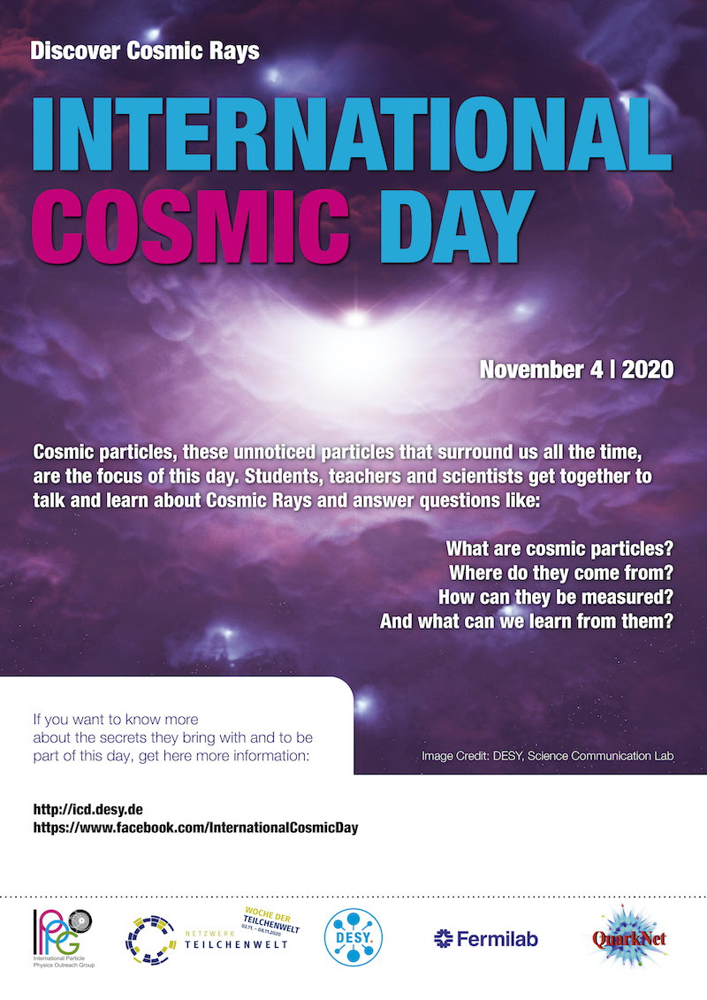 Discover Cosmic Rays
INTERNATIONAL
COSMIC DAY
November 4 | 2020
Cosmic particles, these unnoticed particles that surround us all the time,
are the focus of this day. Students, teachers and scientists get together to
talk and learn about Cosmic Rays and answer questions like:
What are cosmic particles?
Where do they come from?
How can they be measured?
And what can we learn from them?
If you want to know more
about the secrets they bring with and to be
part of this day, get here more information:
Image Credit: DESY, Science Communication Lab
http://icd.desy.de
https://www.facebook.com/InternationalCosmicDay
IPPOG
International Particle
Physics Outreach Group
NETZWERK
TEILCHENWELT
WOCHE DER
TEILCHENWELT
02.11. – 08.11.2020
DESY.
Fermilab
QuarkNet